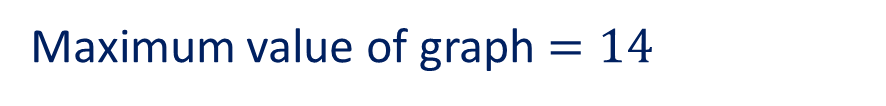 Maximum value of graph = 14